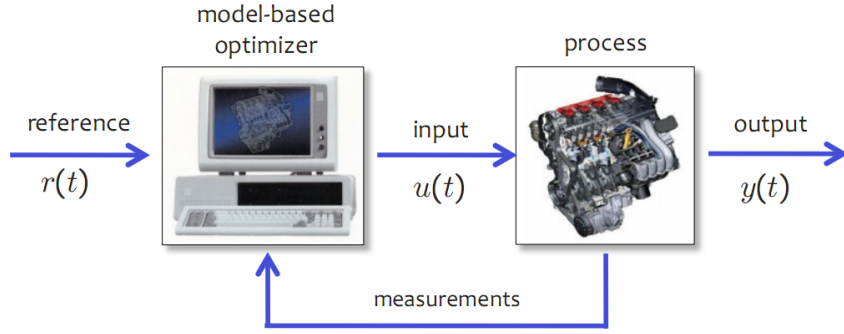 model-based
optimizer
process
reference
input
output
r(t)
u(t)
y(t)
measurements